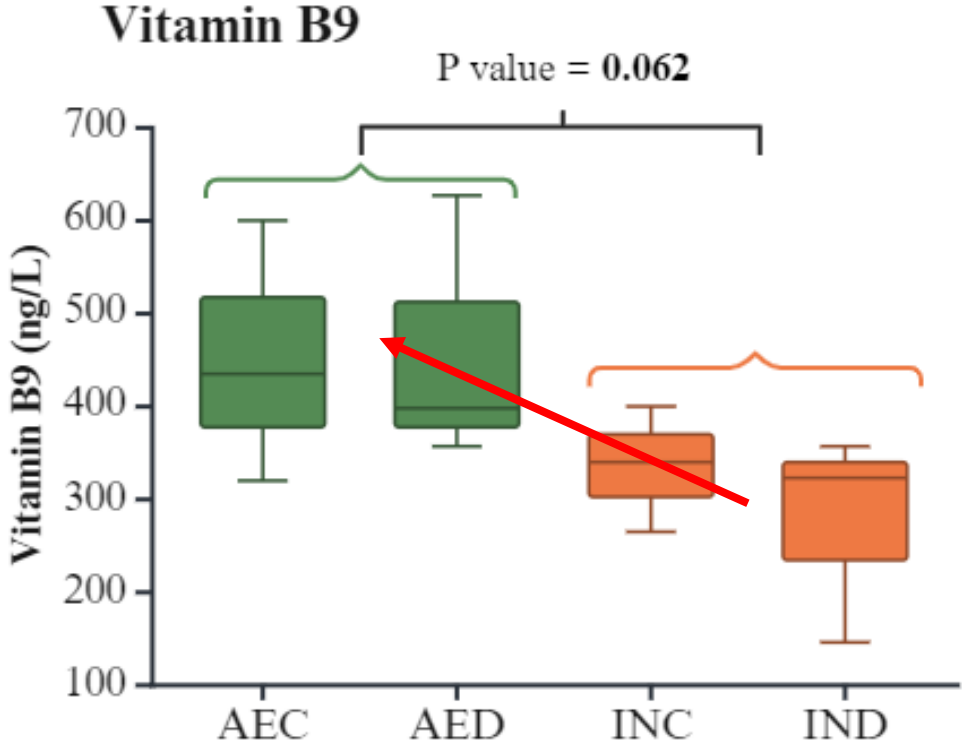 Vitamin B9
P value = 0.062
Vitamin B9 (ng/L)
700
600
500
400
300
200
100
AEC
AED
INC
IND